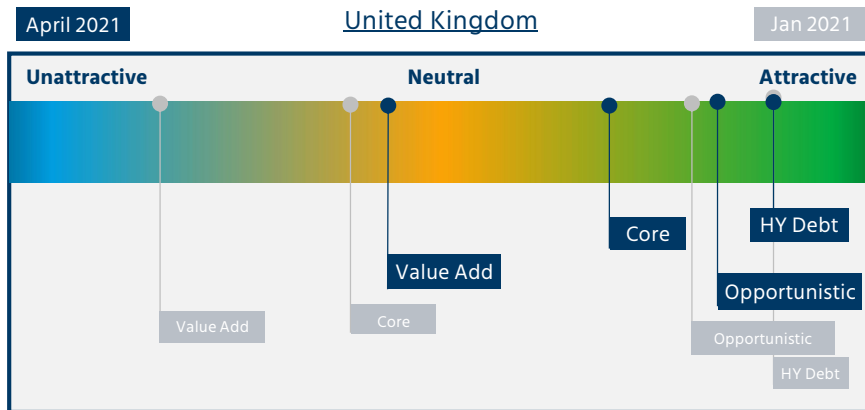 April 2021
United Kingdom
Jan 2021
Unattractive
Neutral
Attractive
HY Debt
Core
Value Add
Opportunistic
Value Add
Core
Opportunistic
HY Debt